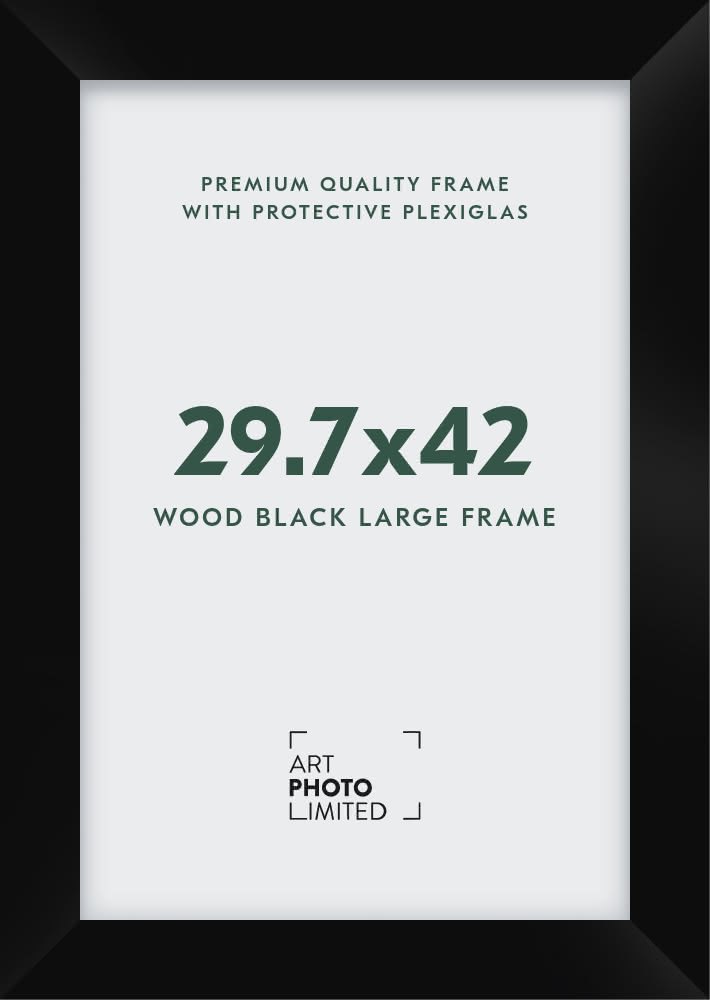 PREMIUM QUALITY FRAME
WITH PROTECTIVE PLEXIGLAS
29.7x42
WOOD BLACK LARGE FRAME
ART
PHOTO
LIMITED